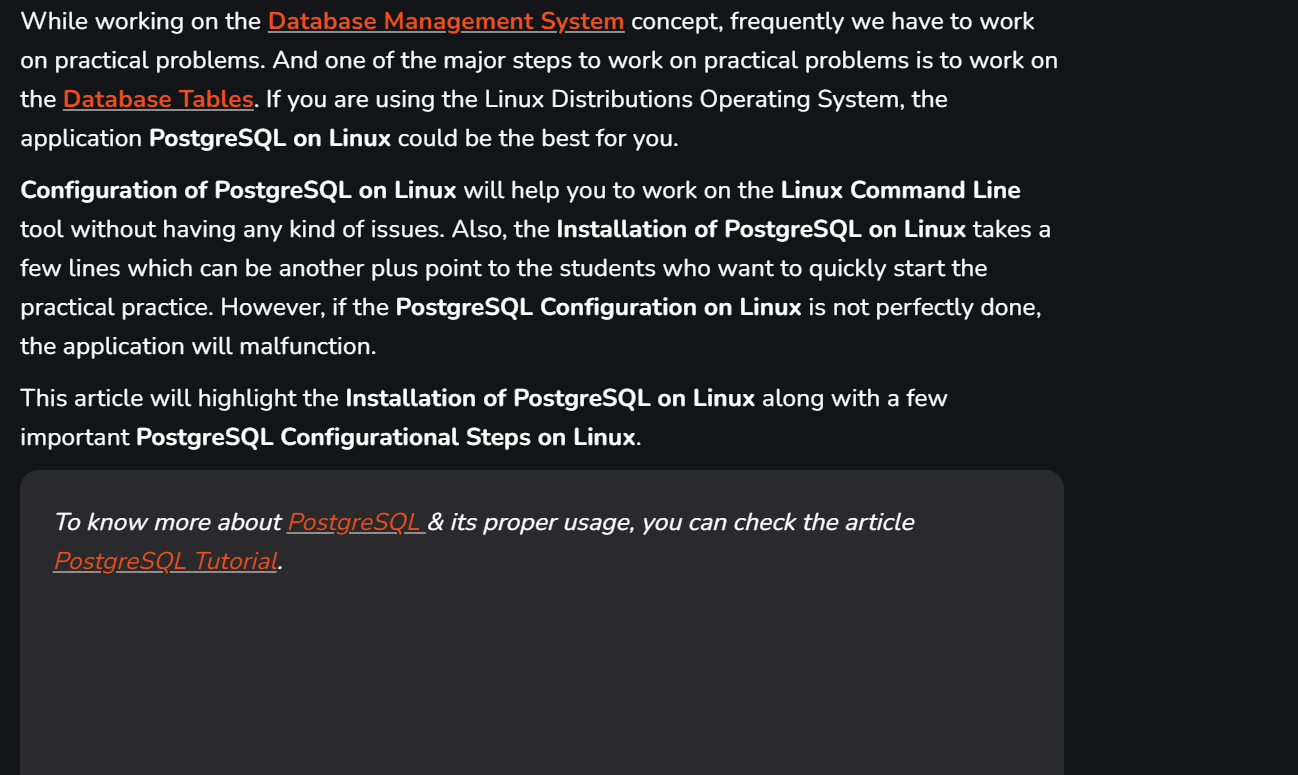 While working on the Database Management System concept, frequently we have to work
on practical problems. And one of the major steps to work on practical problems is to work on
the Database Tables. If you are using the Linux Distributions Operating System, the
application PostgreSQL on Linux could be the best for you.
Configuration of PostgreSQL on Linux will help you to work on the Linux Command Line
tool without having any kind of issues. Also, the Installation of PostgreSQL on Linux takes a
few lines which can be another plus point to the students who want to quickly start the
practical practice. However, if the PostgreSQL Configuration on Linux is not perfectly done,
the application will malfunction.
This article will highlight the Installation of PostgreSQL on Linux along with a few
important PostgreSQL Configurational Steps on Linux.
To know more about PostgreSQL & its proper usage, you can check the article
PostgreSQL Tutorial.